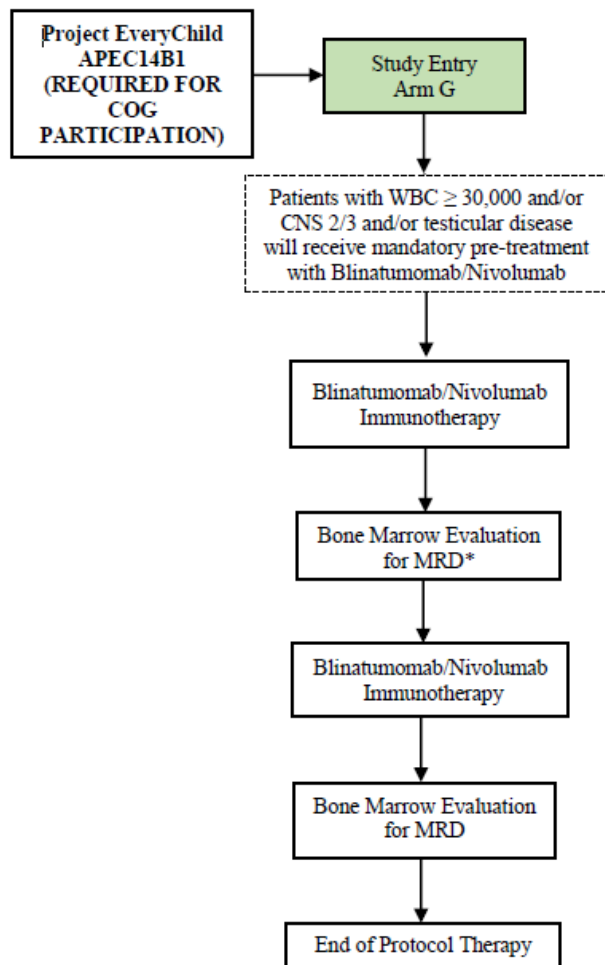 Project EveryChild
APEC14B1
(REQUIRED FOR
COG
PARTICIPATION)
Study Entry
Arm G
Patients with WBC ≥ 30,000 and/or
CNS 2/3 and/or testicular disease
will receive mandatory pre-treatment
with Blinatumomab/Nivolumab
Blinatumomab/Nivolumab
Immunotherapy
Bone Marrow Evaluation
for MRD*
Blinatumomab/Nivolumab
Immunotherapy
Bone Marrow Evaluation
for MRD
End of Protocol Therapy